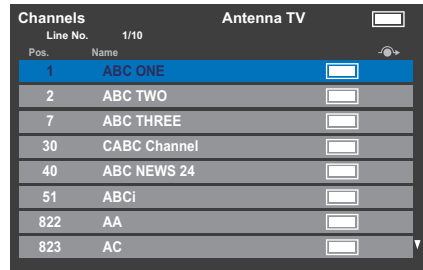 Channels Antenna TV
Line No. 1/10
Pos. Name
1 ABC ONE
2 ABC TWO
7 ABC THREE
30 CABC Channel
40 ABC NEWS 24
51 ABCi
822 AA
823 AC